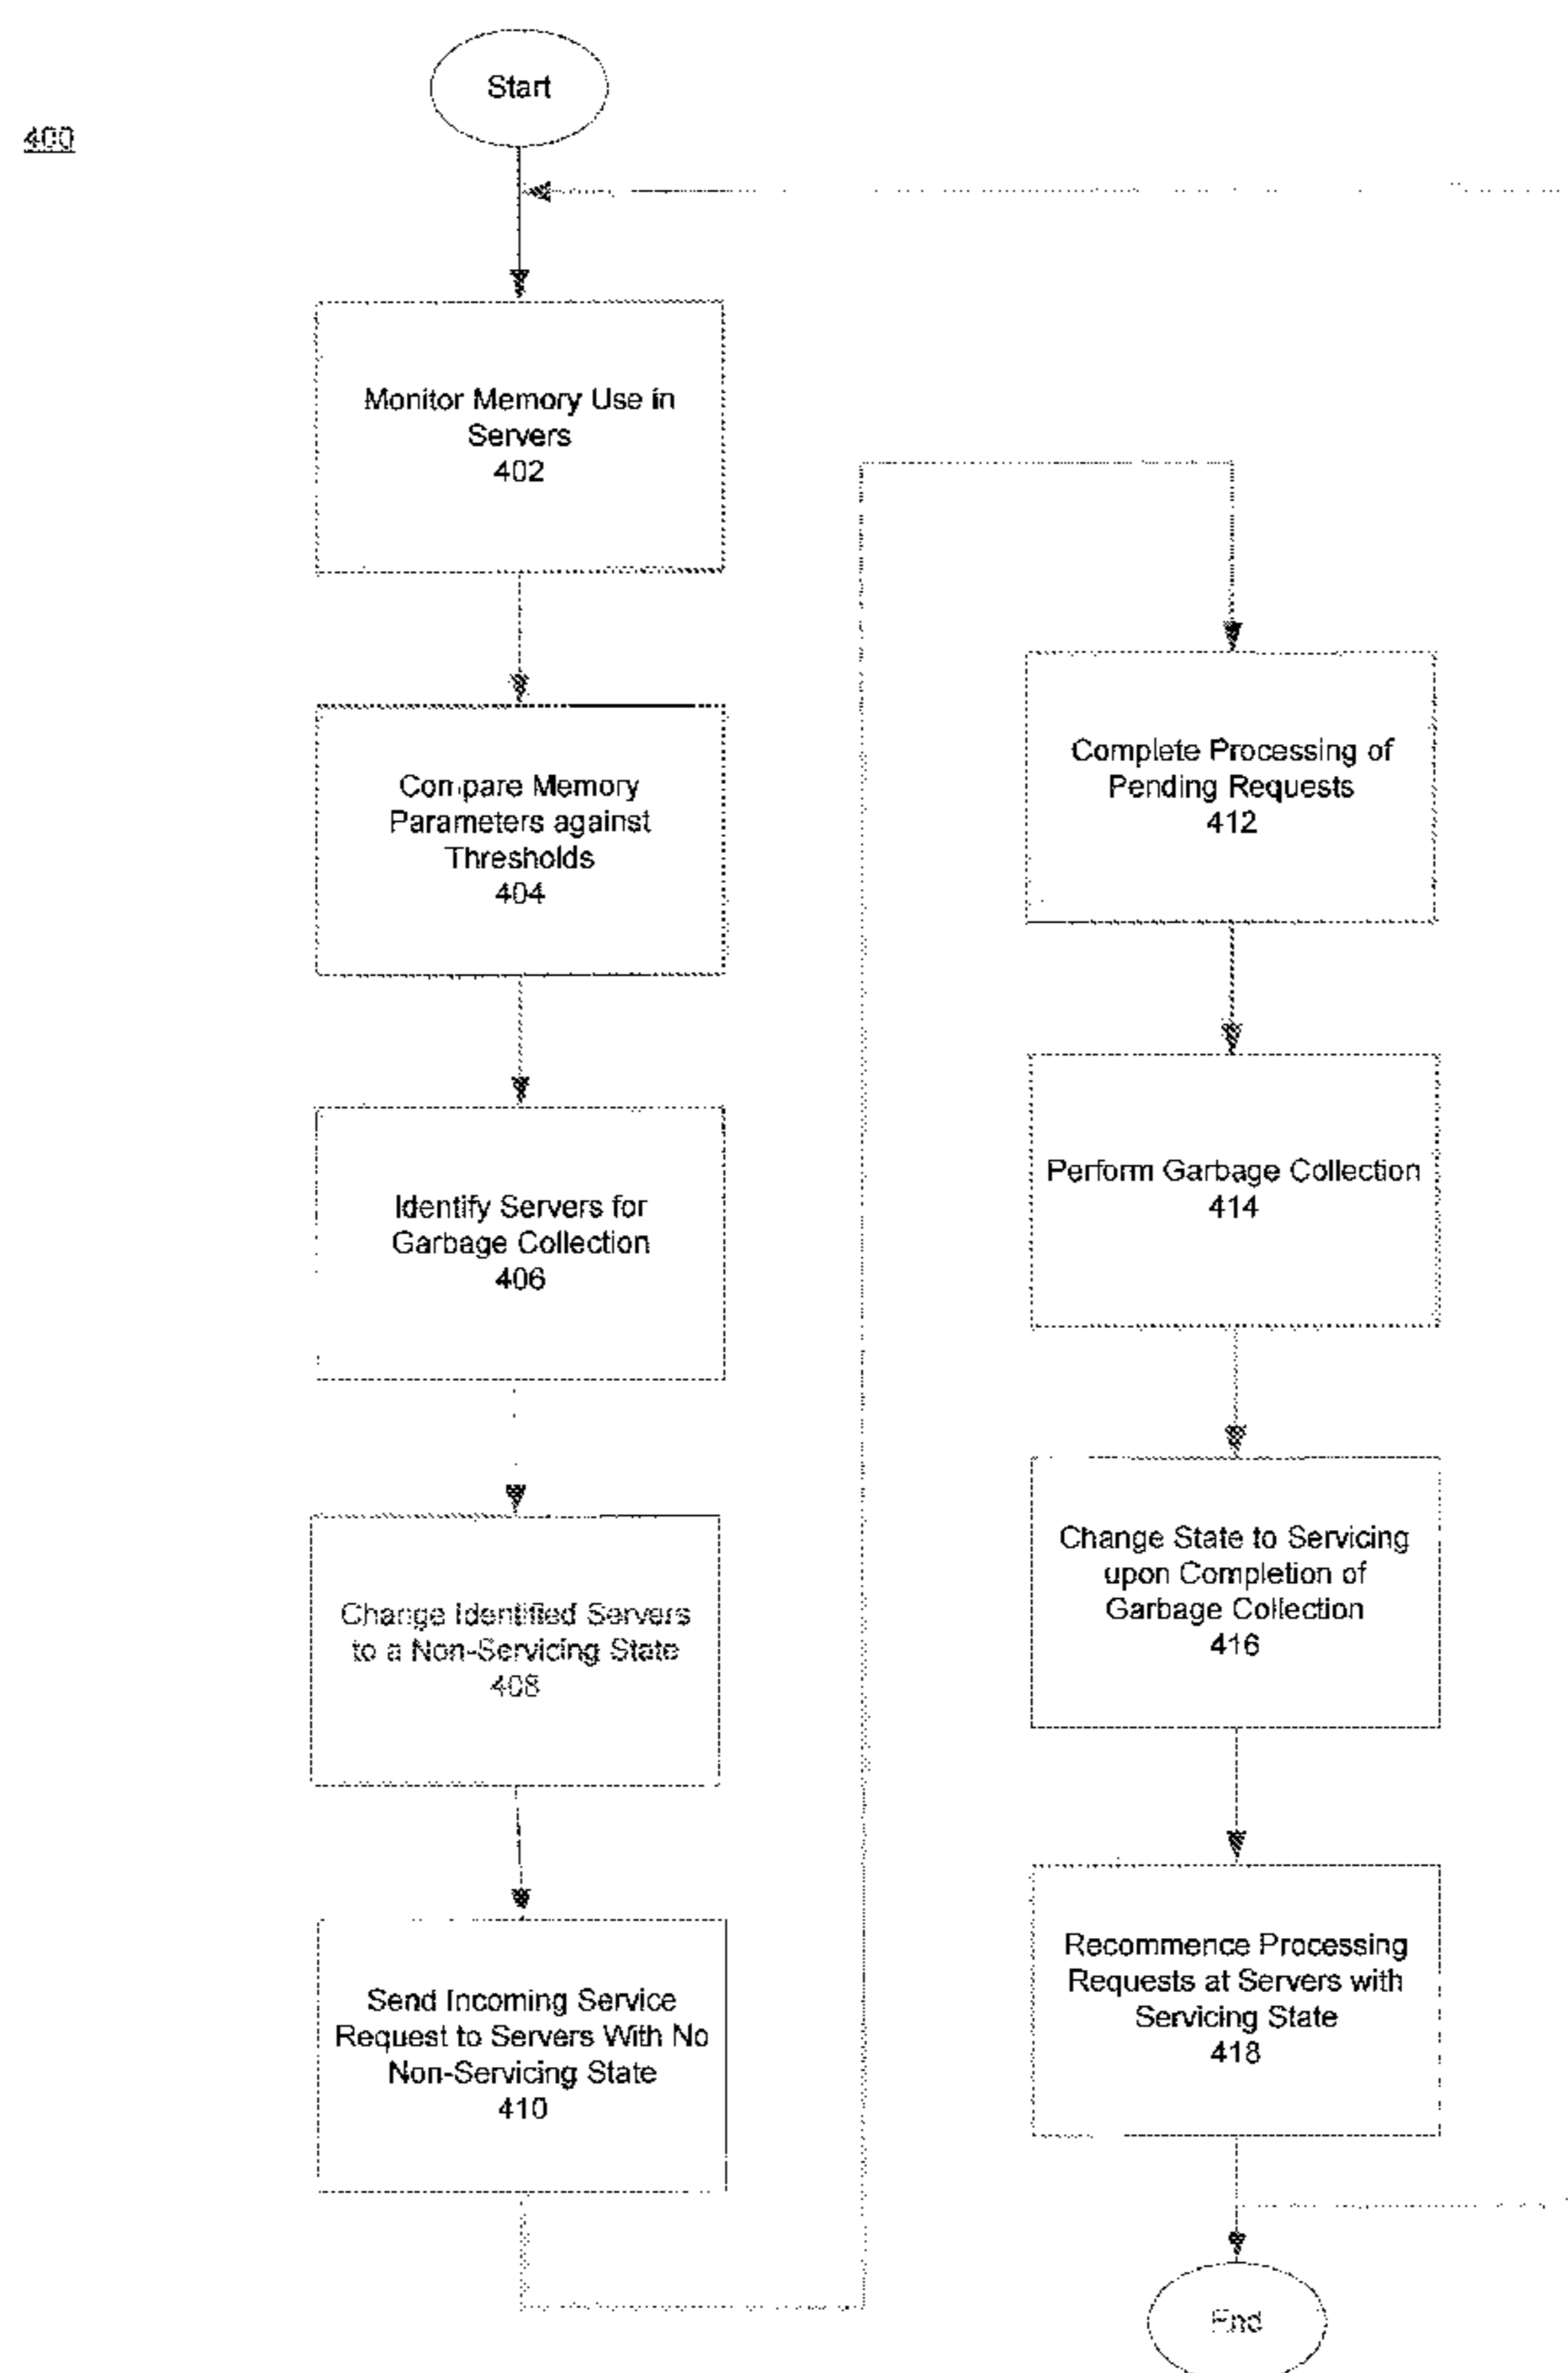 400
Start
Monitor Memory Use in
Servers
402
Compare Memory
Parameters against
Thresholds
404
Identify Servers for
Garbage Collection
406
Change Identified Servers
to a Non-Servicing State
408
Send Incoming Service
Request to Servers With No
Non-Servicing State
410
Complete Processing of
Pending Requests
412
Perform Garbage Collection
414
Change State to Servicing
upon Completion of
Garbage Collection
416
Recommence Processing
Requests at Servers with
Servicing State
418
End